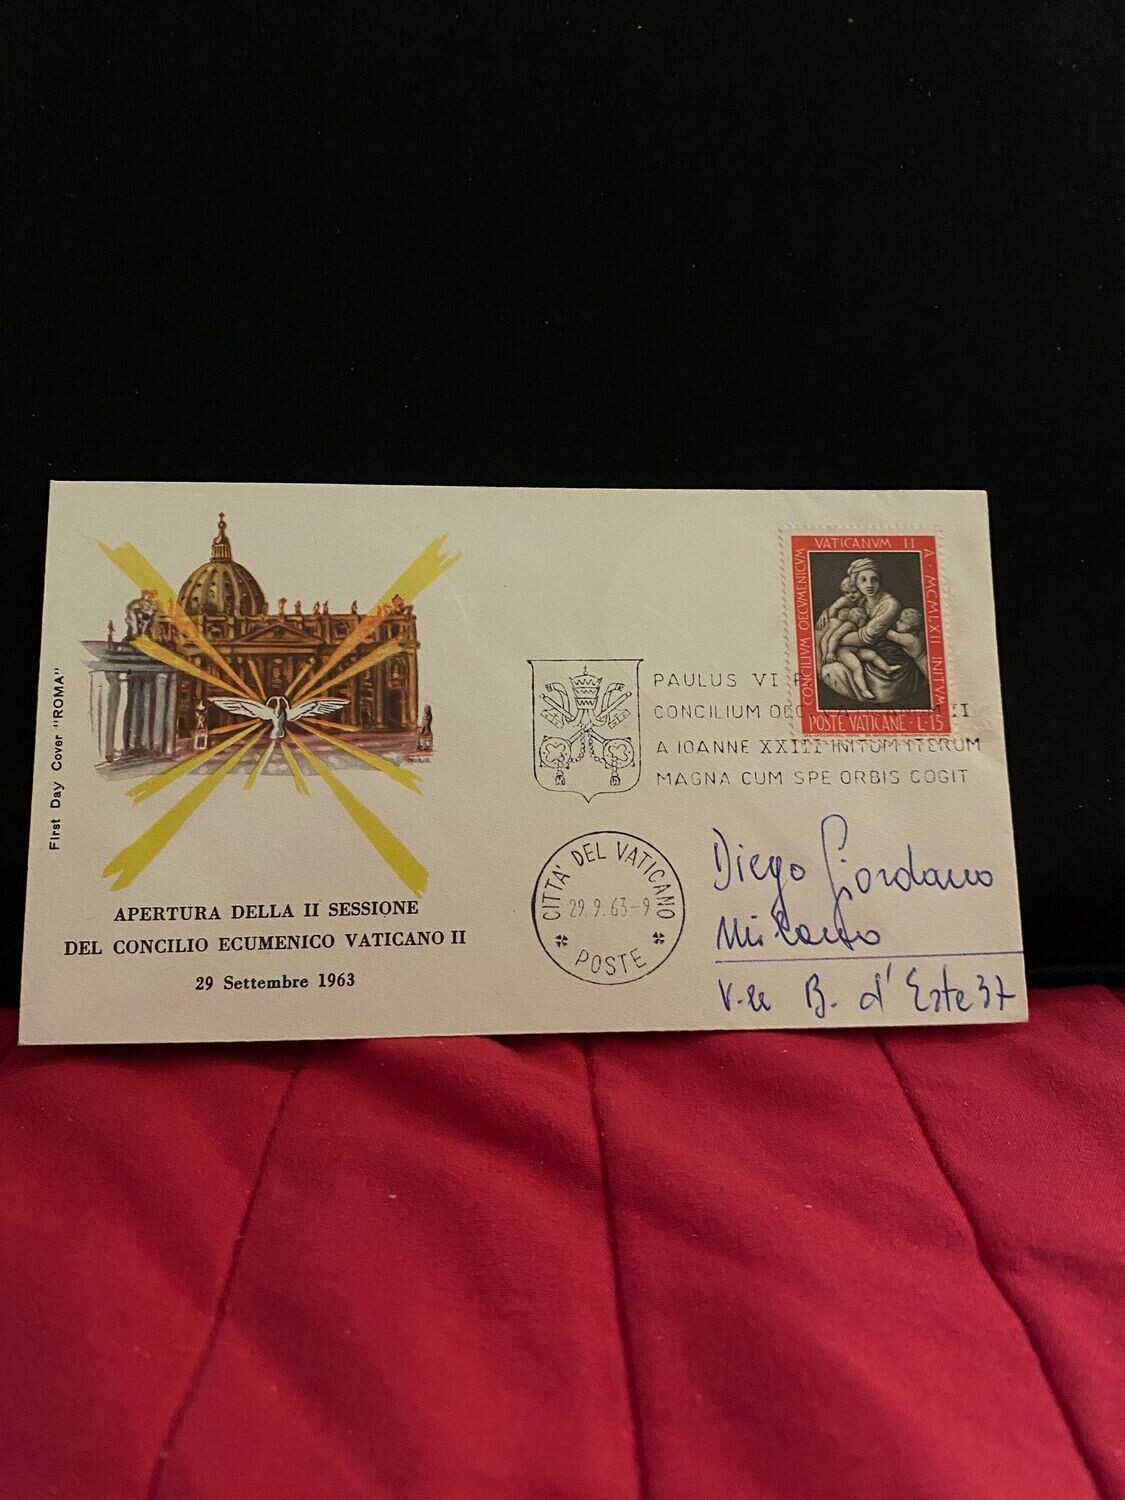 First Day Cover "ROMA"
APERTURA DELLA II SESSIONE
DEL CONCILIO ECUMENICO VATICANO II
29 Settembre 1963
CONCILIVM OECVMENICVM VATICANVM II A · MCMLXII INITVM
POSTE VATICANE · L·15
PAULUS VI
CONCILIUM
A IOANNE XXIII INITUM ITERUM
MAGNA CUM SPE ORBIS COGIT
CITTA' DEL VATICANO
29.9.63-9
POSTE
Diego Giordano
Milano
V.le B. d'Este 37